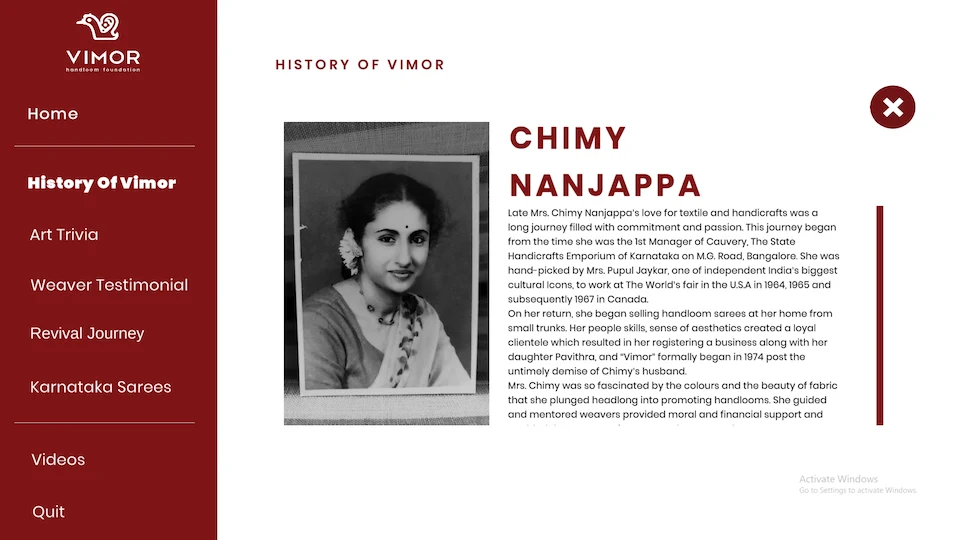 VIMOR
handloom foundation
Home
History Of Vimor
Art Trivia
Weaver Testimonial
Revival Journey
Karnataka Sarees
Videos
Quit
HISTORY OF VIMOR
CHIMY
NANJAPPA
Late Mrs. Chimy Nanjappa's love for textile and handicrafts was a
long journey filled with commitment and passion. This journey began
from the time she was the 1st Manager of Cauvery, The State
Handicrafts Emporium of Karnataka on M.G. Road, Bangalore. She was
hand-picked by Mrs. Pupul Jaykar, one of independent India's biggest
cultural Icons, to work at The World's fair in the U.S.A in 1964, 1965 and
subsequently 1967 in Canada.
On her return, she began selling handloom sarees at her home from
small trunks. Her people skills, sense of aesthetics created a loyal
clientele which resulted in her registering a business along with her
daughter Pavithra, and "Vimor" formally began in 1974 post the
untimely demise of Chimy's husband.
Mrs. Chimy was so fascinated by the colours and the beauty of fabric
that she plunged headlong into promoting handlooms. She guided
and mentored weavers provided moral and financial support and
Activate Windows
Go to Settings to activate Windows.